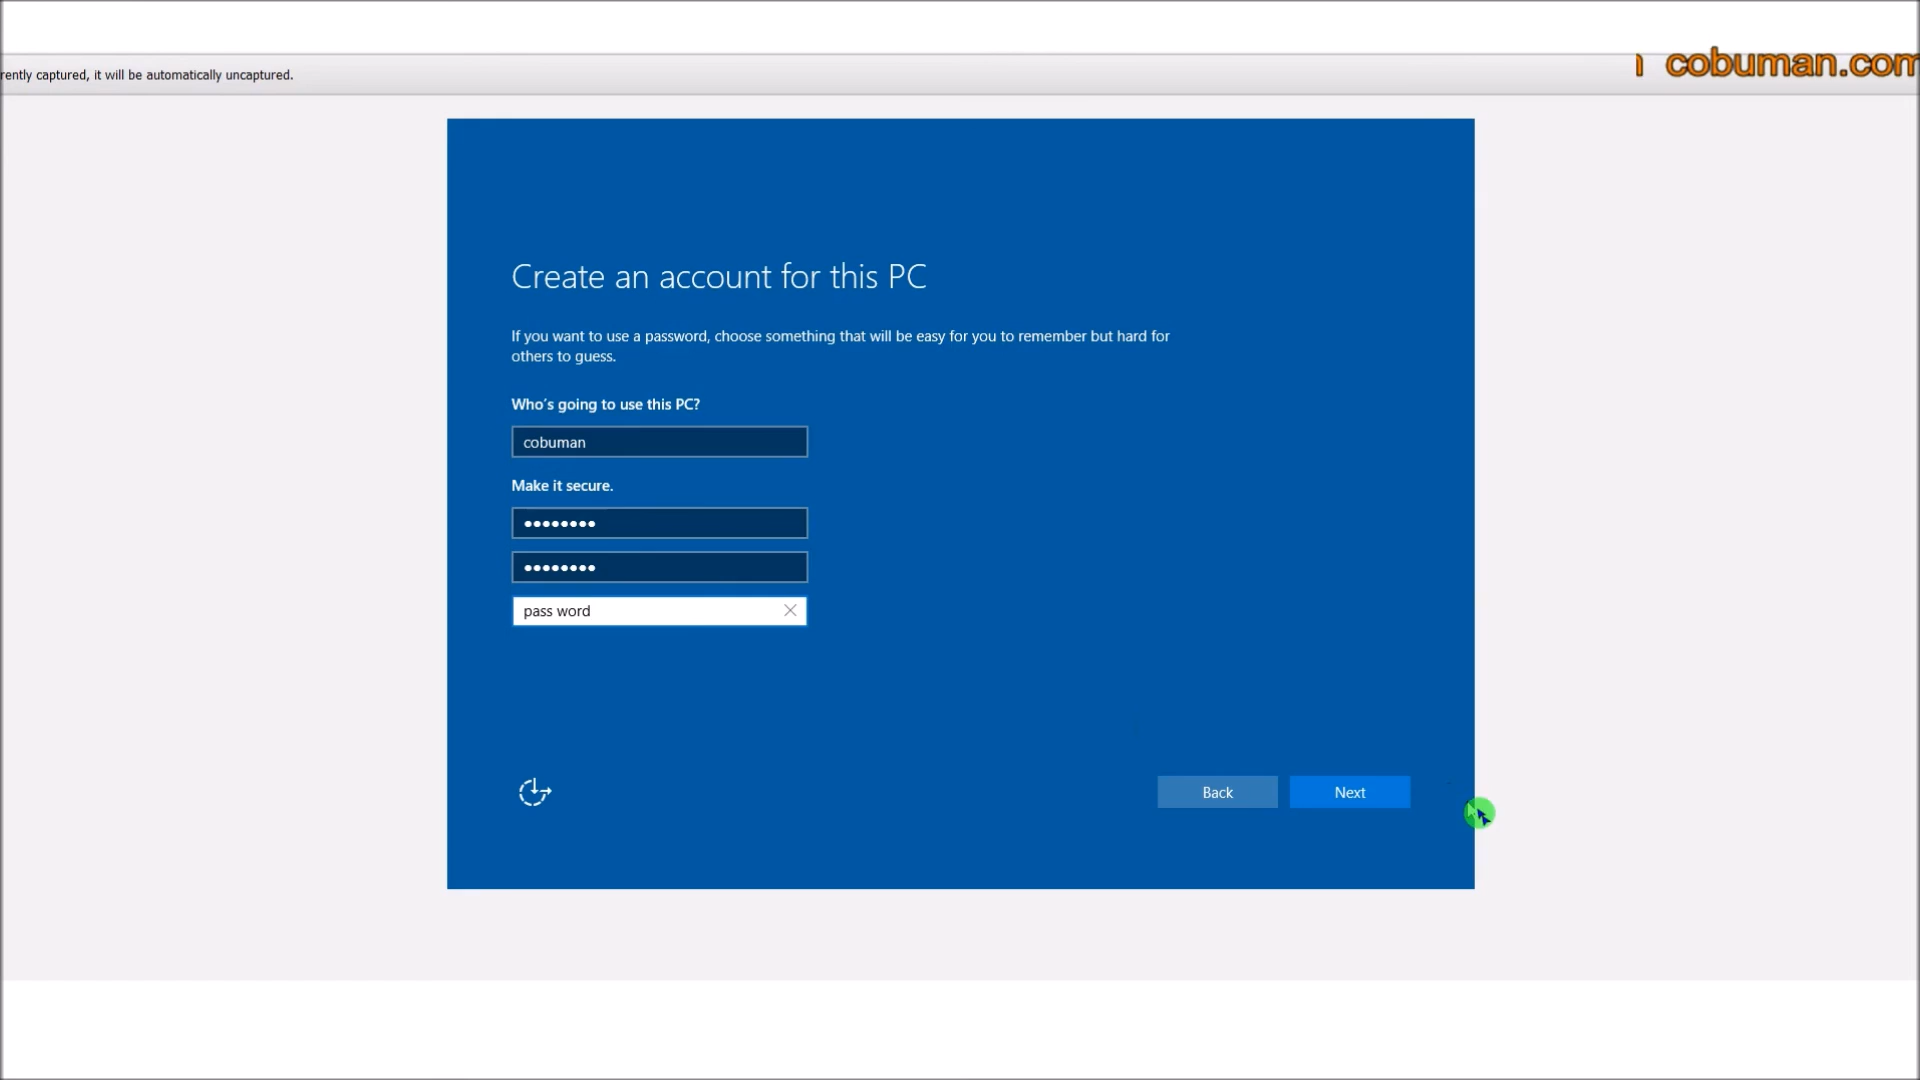 rently captured, it will be automatically uncaptured.
cobuman.com
Create an account for this PC
If you want to use a password, choose something that will be easy for you to remember but hard for
others to guess.
Who's going to use this PC?
cobuman
Make it secure.
••••••••
••••••••
pass word
Back
Next